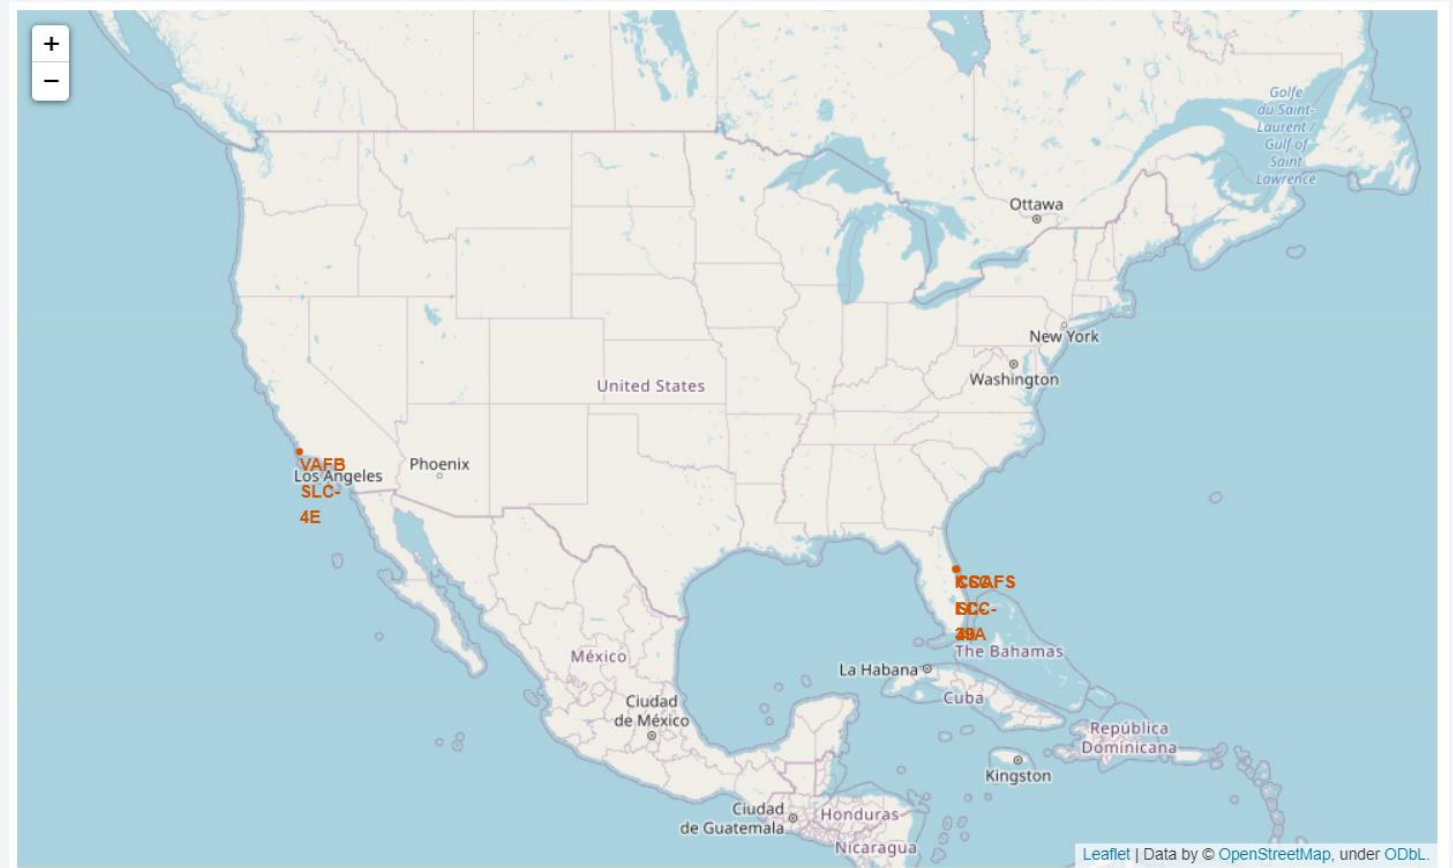 +
−
Golfe
du Saint-
Laurent /
Gulf of
Saint
Lawrence
Ottawa
New York
Washington
United States
VAFB
SLC-
4E
Los Angeles
Phoenix
The Bahamas
La Habana
México
Cuba
Ciudad
de México
República
Dominicana
Kingston
Ciudad
de Guatemala
Honduras
Nicaragua
Leaflet | Data by © OpenStreetMap, under ODbL.